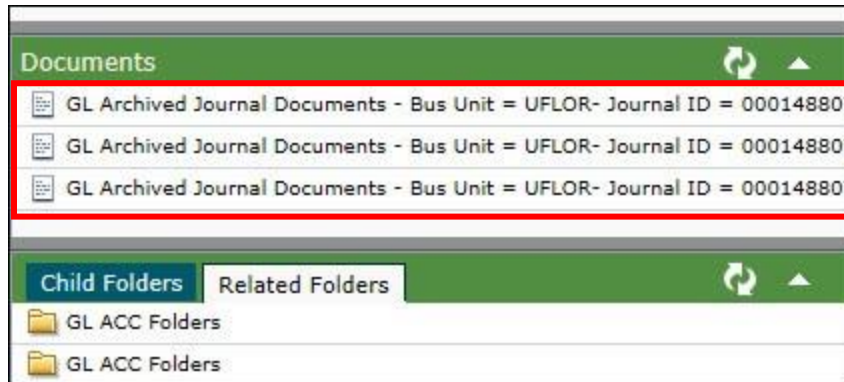 Documents
GL Archived Journal Documents - Bus Unit = UFLOR- Journal ID = 00014880
GL Archived Journal Documents - Bus Unit = UFLOR- Journal ID = 00014880
GL Archived Journal Documents - Bus Unit = UFLOR- Journal ID = 00014880
Child Folders Related Folders
GL ACC Folders
GL ACC Folders